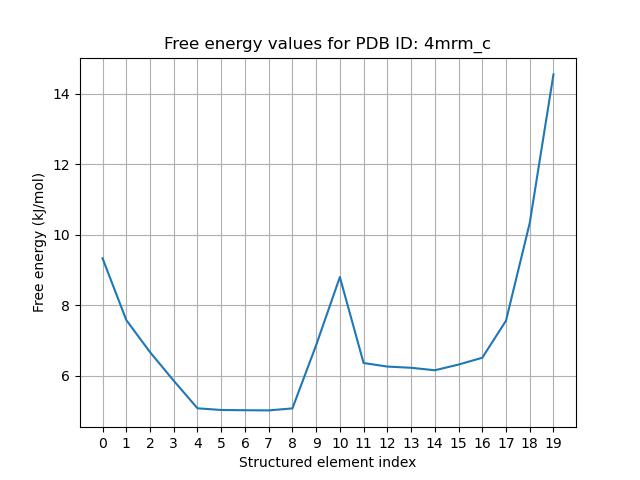 Free energy values for PDB ID: 4mrm_c
Free energy (kJ/mol)
14
12
10
8
6
0 1 2 3 4 5 6 7 8 9 10 11 12 13 14 15 16 17 18 19
Structured element index